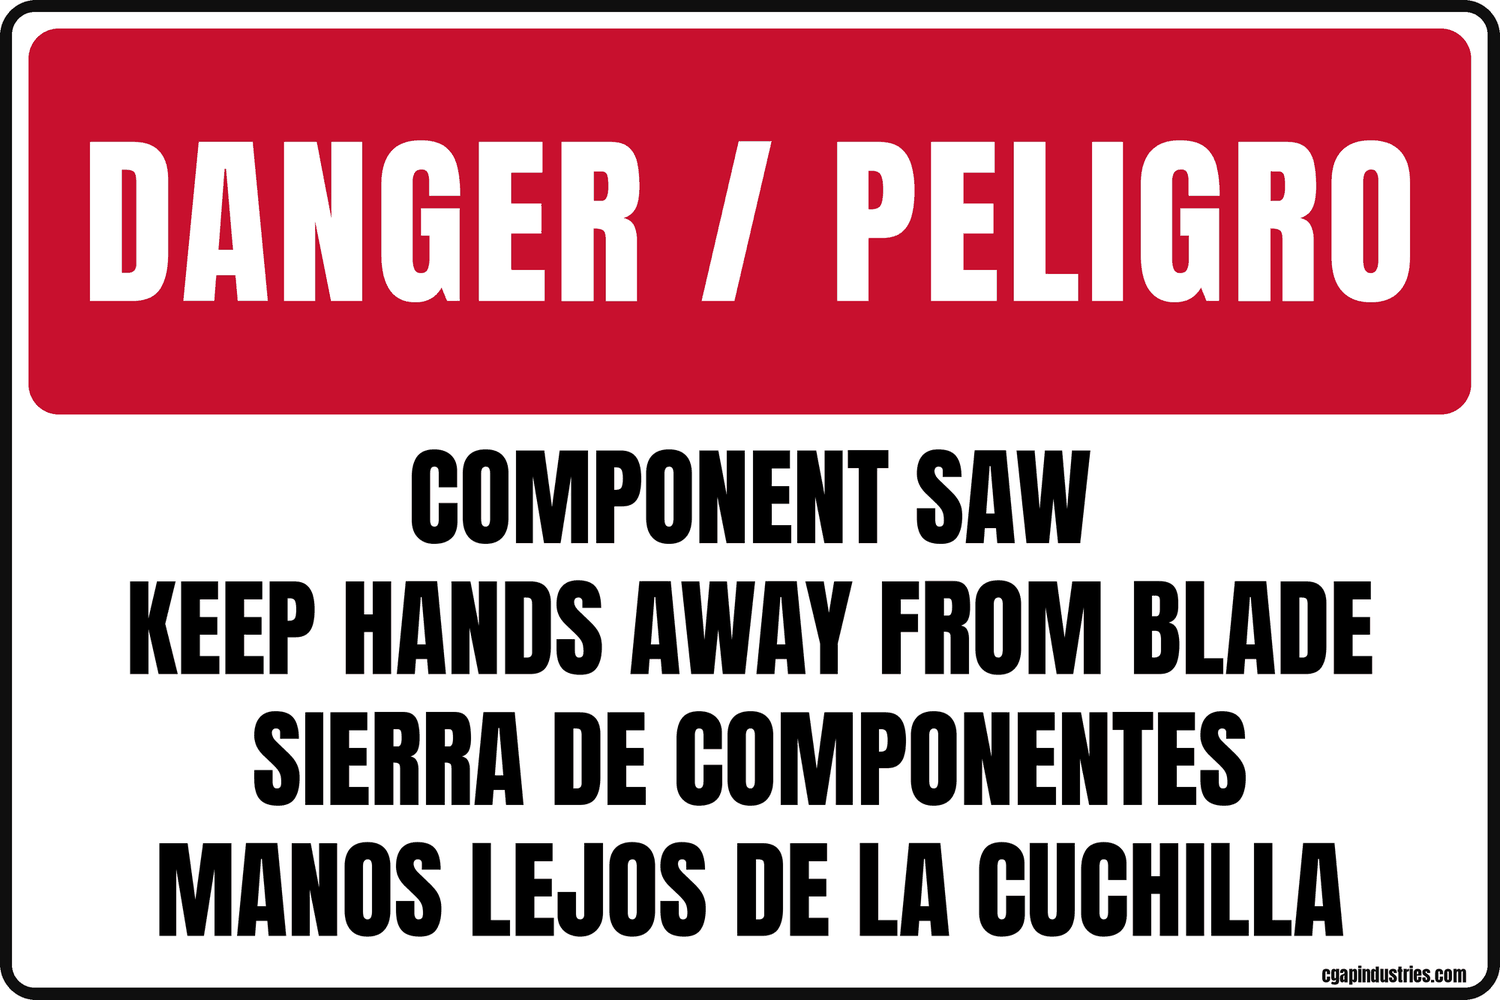 DANGER / PELIGRO
COMPONENT SAW
KEEP HANDS AWAY FROM BLADE
SIERRA DE COMPONENTES
MANOS LEJOS DE LA CUCHILLA
cgapindustries.com